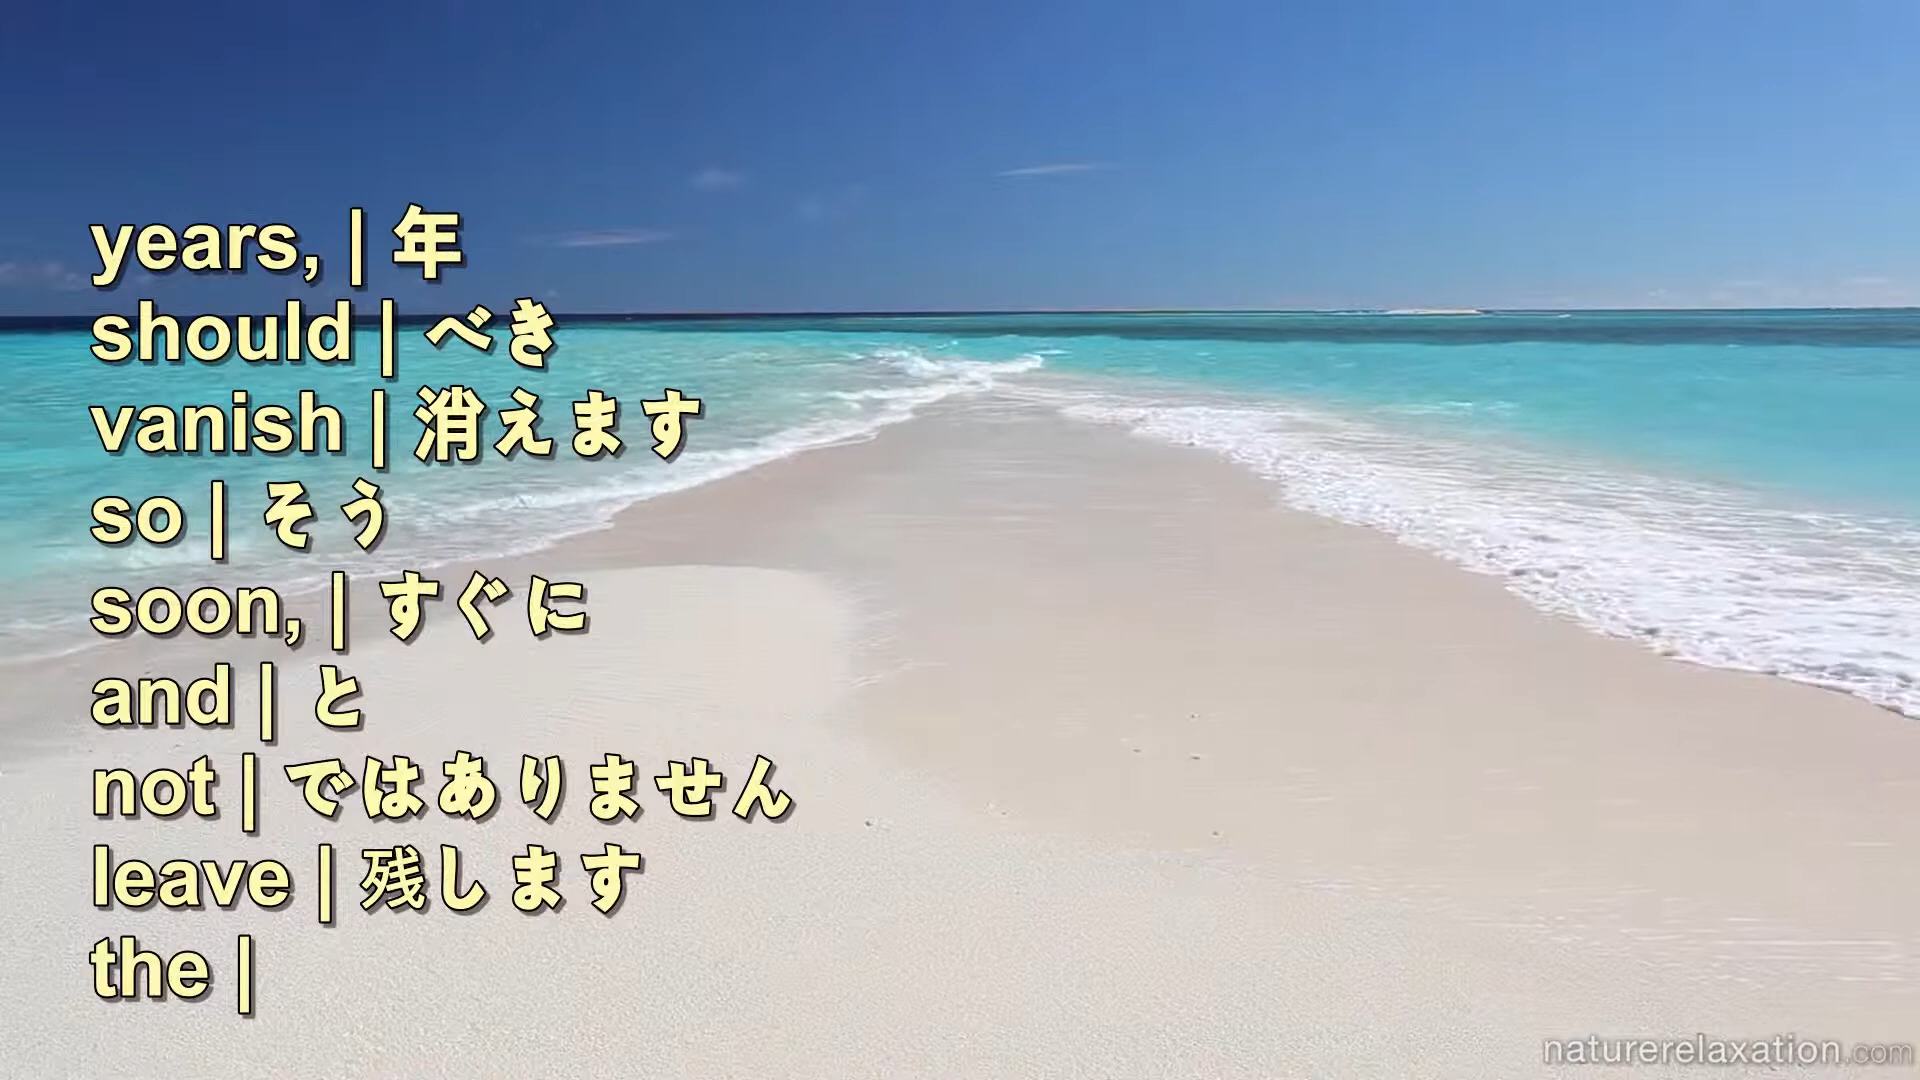 years, | 年
should | べき
vanish | 消えます
so | そう
soon, | すぐに
and | と
not | ではありません
leave | 残します
the |
naturerelaxation.com